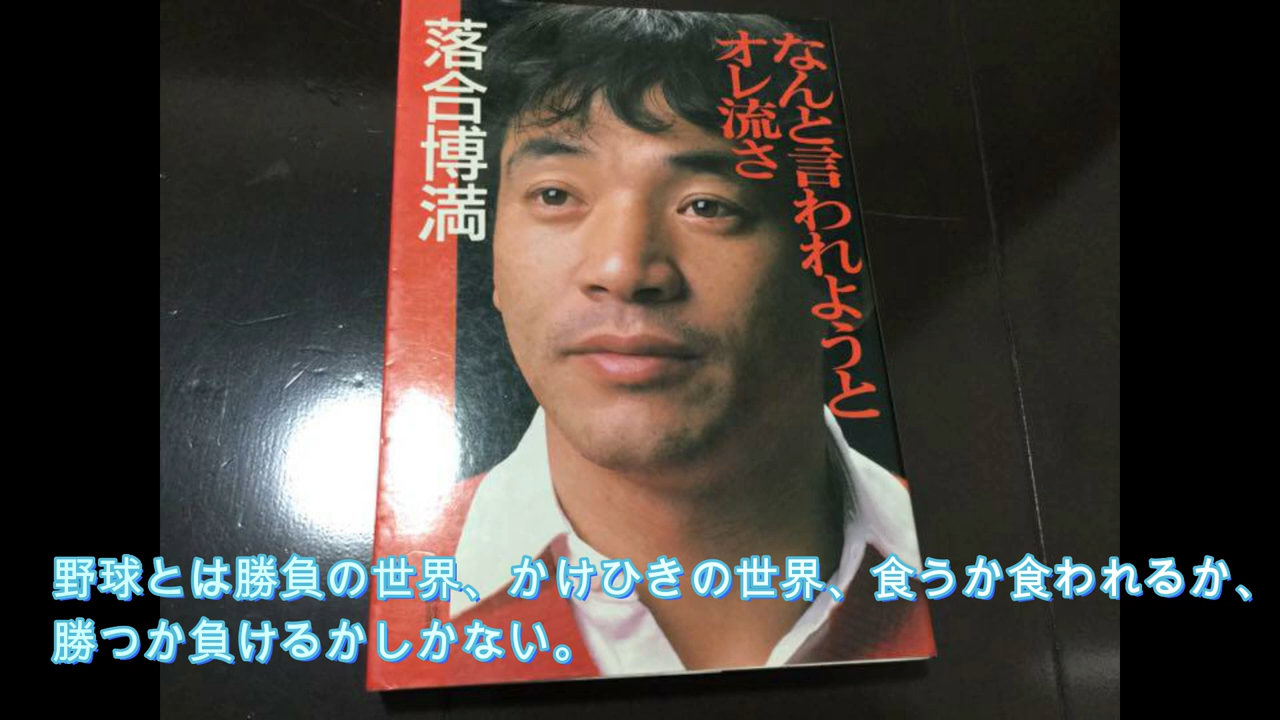 なんと言われようと
オレ流さ
落合博満
野球とは勝負の世界、かけひきの世界、食うか食われるか、
勝つか負けるかしかない。